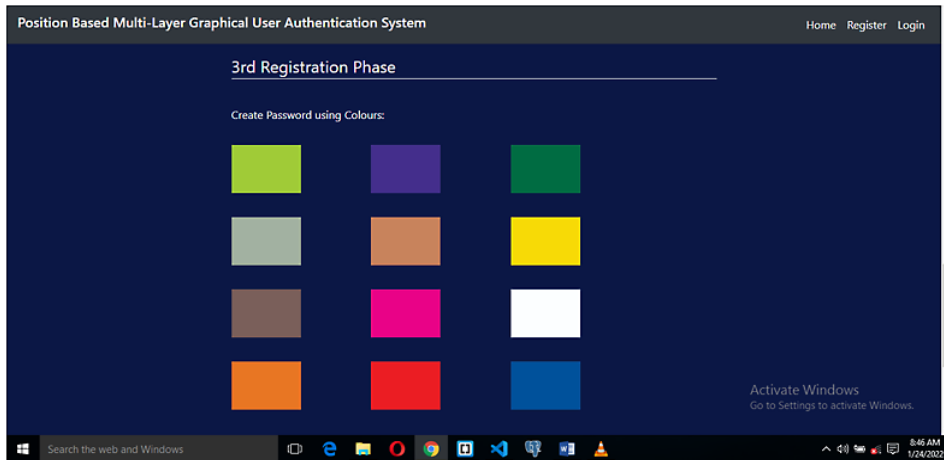 Position Based Multi-Layer Graphical User Authentication System
Home Register Login
3rd Registration Phase
Create Password using Colours:
Activate Windows
Go to Settings to activate Windows.
Search the web and Windows
8:46 AM
1/24/2022